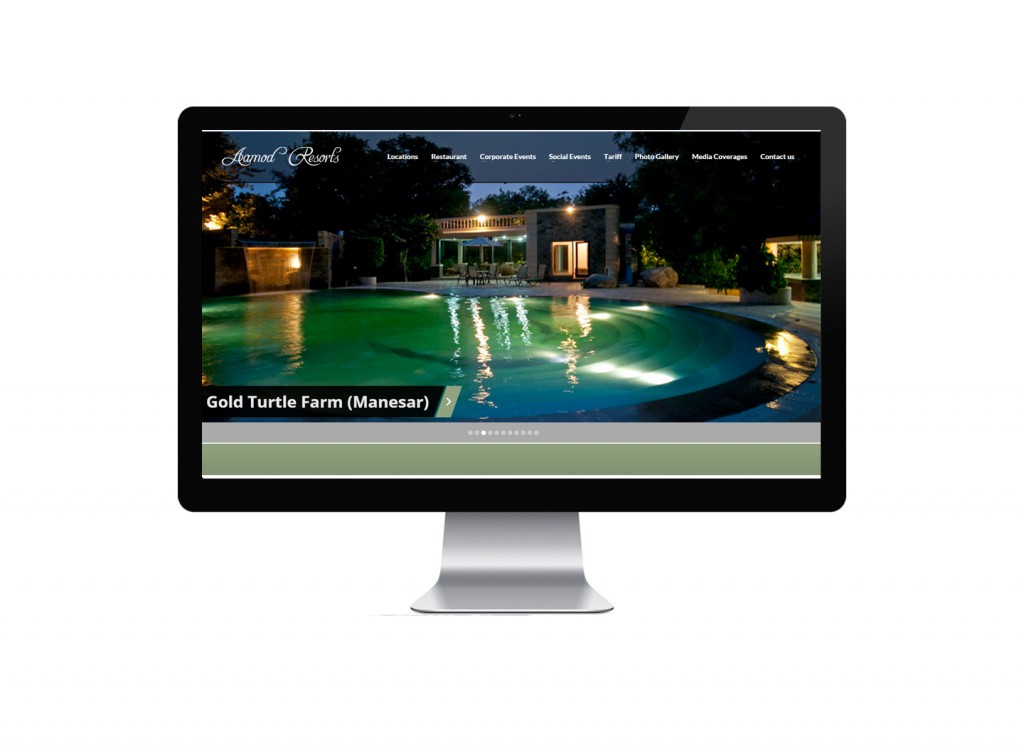 Aamod Resorts
Locations Restaurant Corporate Events Social Events Tariff Photo Gallery Media Coverages Contact us
Gold Turtle Farm (Manesar)